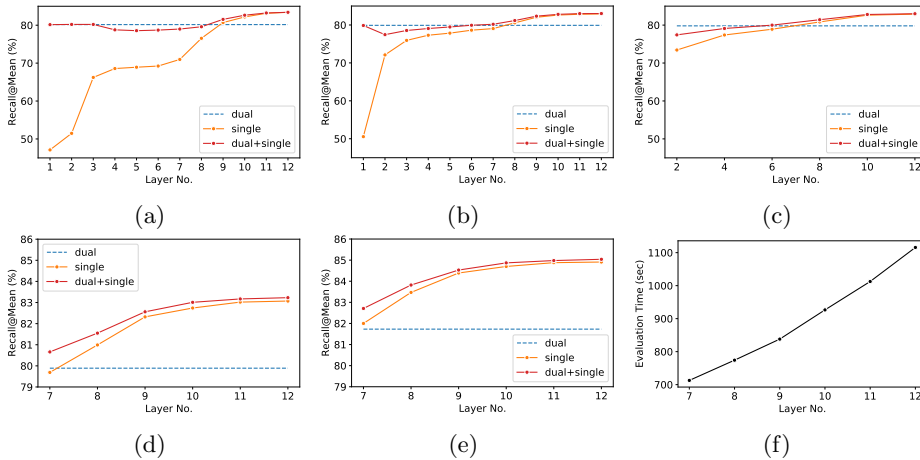 Recall@Mean (%)
80
70
60
50
dual
single
dual+single
1 2 3 4 5 6 7 8 9 10 11 12
Layer No.
(a)
Recall@Mean (%)
80
70
60
50
dual
single
dual+single
1 2 3 4 5 6 7 8 9 10 11 12
Layer No.
(b)
Recall@Mean (%)
80
70
60
50
dual
single
dual+single
2 4 6 8 10 12
Layer No.
(c)
Recall@Mean (%)
86
85
84
83
82
81
80
79
dual
single
dual+single
7 8 9 10 11 12
Layer No.
(d)
Recall@Mean (%)
86
85
84
83
82
81
80
79
dual
single
dual+single
7 8 9 10 11 12
Layer No.
(e)
Evaluation Time (sec)
1100
1000
900
800
700
7 8 9 10 11 12
Layer No.
(f)